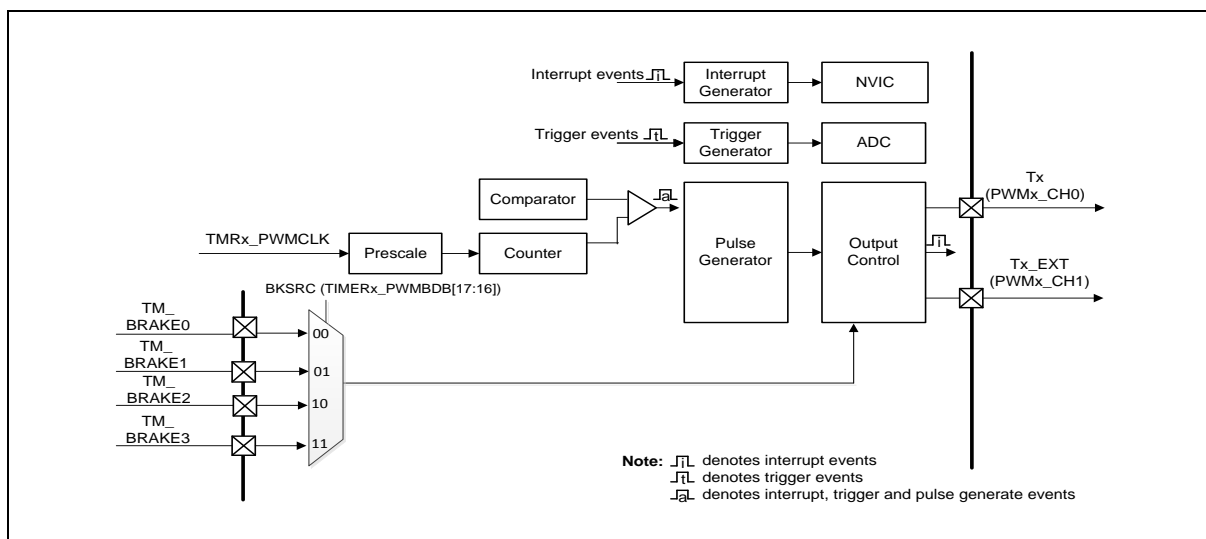 Interrupt events i
Interrupt
Generator
NVIC
Trigger events t
Trigger
Generator
ADC
Comparator
a
TMRx_PWMCLK
Prescale
Counter
Pulse
Generator
Output
Control
i
Tx
(PWMx_CH0)
Tx_EXT
(PWMx_CH1)
BKSRC (TIMERx_PWMBDB[17:16])
TM_
BRAKE0
00
TM_
BRAKE1
01
TM_
BRAKE2
10
TM_
BRAKE3
11
Note: i denotes interrupt events
t denotes trigger events
a denotes interrupt, trigger and pulse generate events